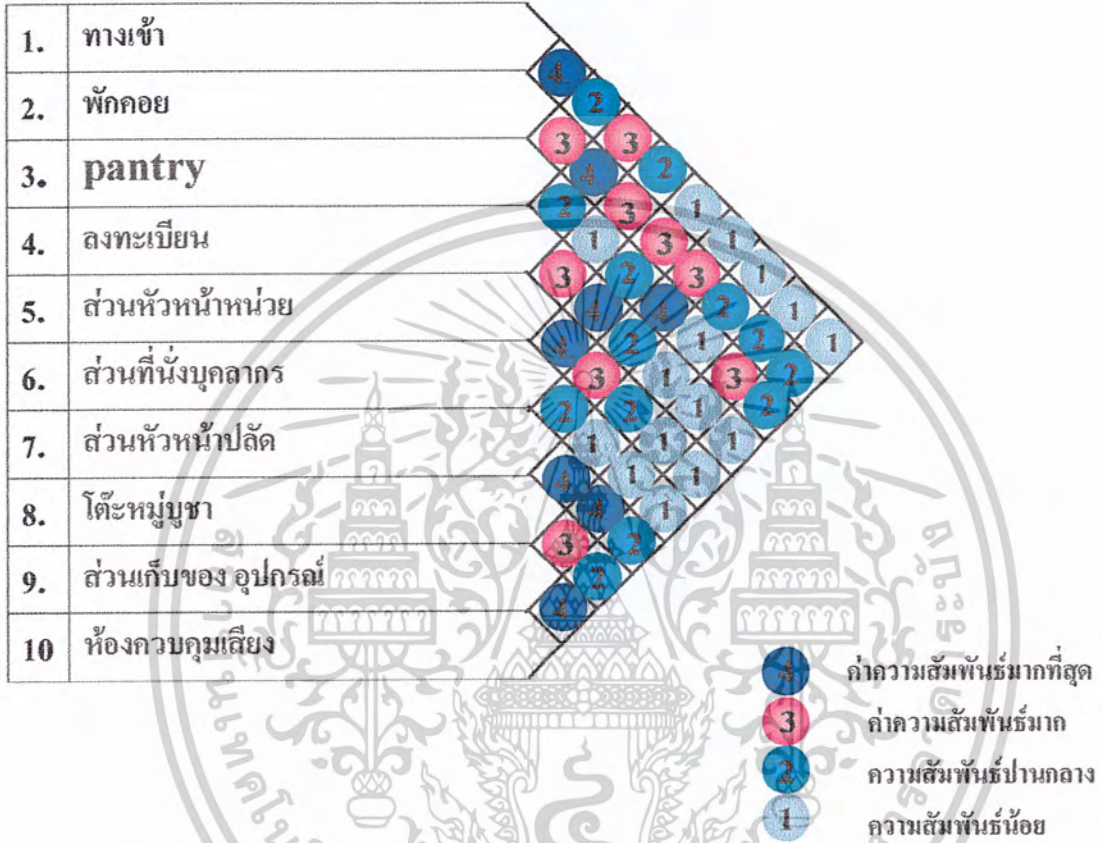 1. ทางเข้า
4
2. พักคอย 2
3 3
3. pantry 4 2
2 3 1
4. ลงทะเบียน 1 3 1
3 2 3 1
5. ส่วนหัวหน้าหน่วย 4 4 2 1
4 2 1 2 1
6. ส่วนที่นั่งบุคลากร 3 1 3 2
2 2 1 2
7. ส่วนหัวหน้าปลัด 1 1 1
4 1 1
8. โต๊ะหมู่บูชา 4 1
3 2
9. ส่วนเก็บของ อุปกรณ์ 2
4
10 ห้องควบคุมเสียง
4 ค่าความสัมพันธ์มากที่สุด
3 ค่าความสัมพันธ์มาก
2 ความสัมพันธ์ปานกลาง
1 ความสัมพันธ์น้อย